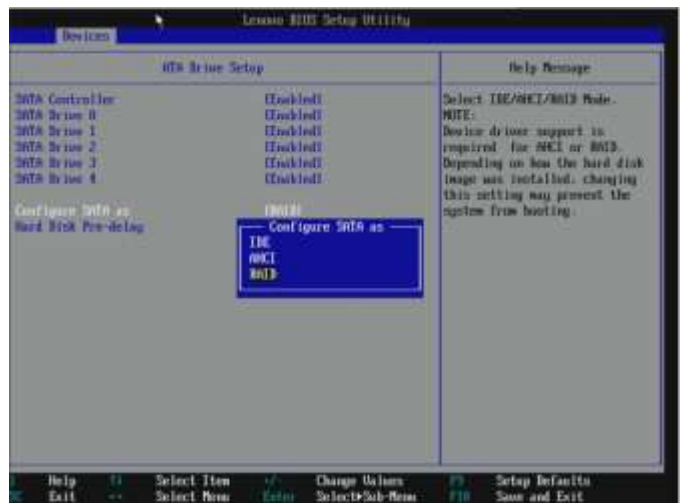 Lenovo BIOS Setup Utility
Devices
ATA Drive Setup
Help Message
SATA Controller [Enabled]
SATA Drive 0 [Enabled]
SATA Drive 1 [Enabled]
SATA Drive 2 [Enabled]
SATA Drive 3 [Enabled]
SATA Drive 4 [Enabled]
Configure SATA as [RAID]
Hard Disk Pre-delay
Configure SATA as
IDE
AHCI
RAID
Select IDE/AHCI/RAID Mode.
NOTE:
Device driver support is
required for AHCI or RAID.
Depending on how the hard disk
image was installed, changing
this setting may prevent the
system from booting.
Help ↑↓ Select Item -/+ Change Values F9 Setup Defaults
Exit Select Menu Enter Select▸Sub-Menu F10 Save and Exit